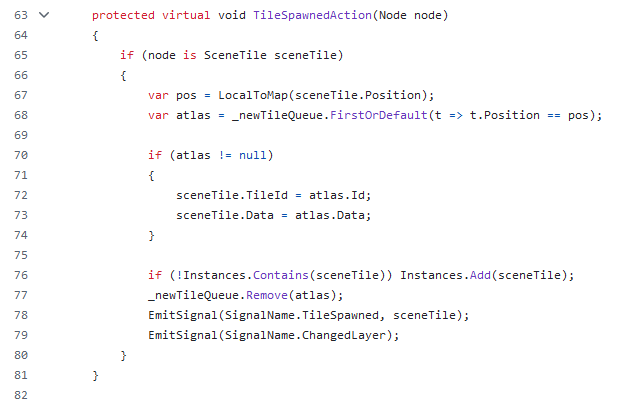 63 protected virtual void TileSpawnedAction(Node node)
64 {
65 if (node is SceneTile sceneTile)
66 {
67 var pos = LocalToMap(sceneTile.Position);
68 var atlas = _newTileQueue.FirstOrDefault(t => t.Position == pos);
69
70 if (atlas != null)
71 {
72 sceneTile.TileId = atlas.Id;
73 sceneTile.Data = atlas.Data;
74 }
75
76 if (!Instances.Contains(sceneTile)) Instances.Add(sceneTile);
77 _newTileQueue.Remove(atlas);
78 EmitSignal(SignalName.TileSpawned, sceneTile);
79 EmitSignal(SignalName.ChangedLayer);
80 }
81 }
82